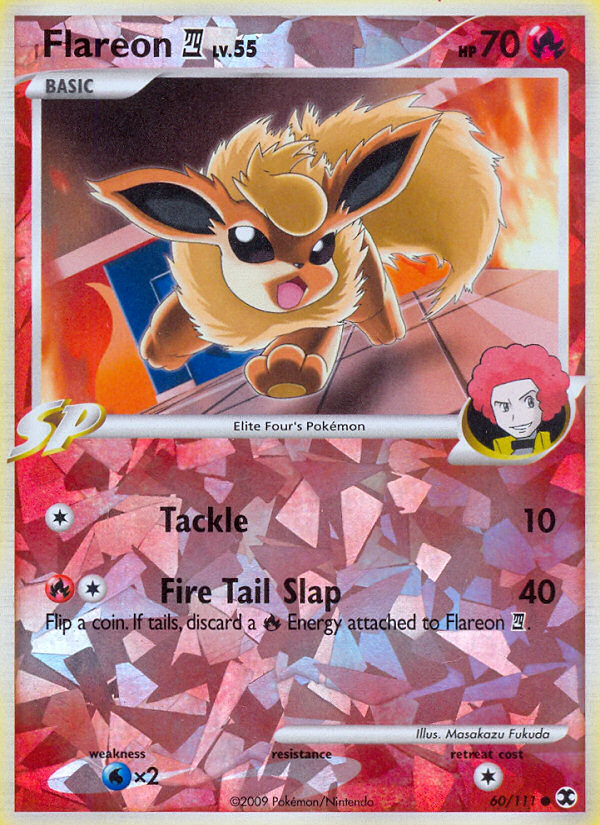 Flareon 四 LV.55 HP 70
BASIC
SP
Elite Four's Pokémon
Tackle 10
Fire Tail Slap 40
Flip a coin. If tails, discard a Energy attached to Flareon 四.
Illus. Masakazu Fukuda
weakness resistance retreat cost
×2
©2009 Pokémon/Nintendo 60/111